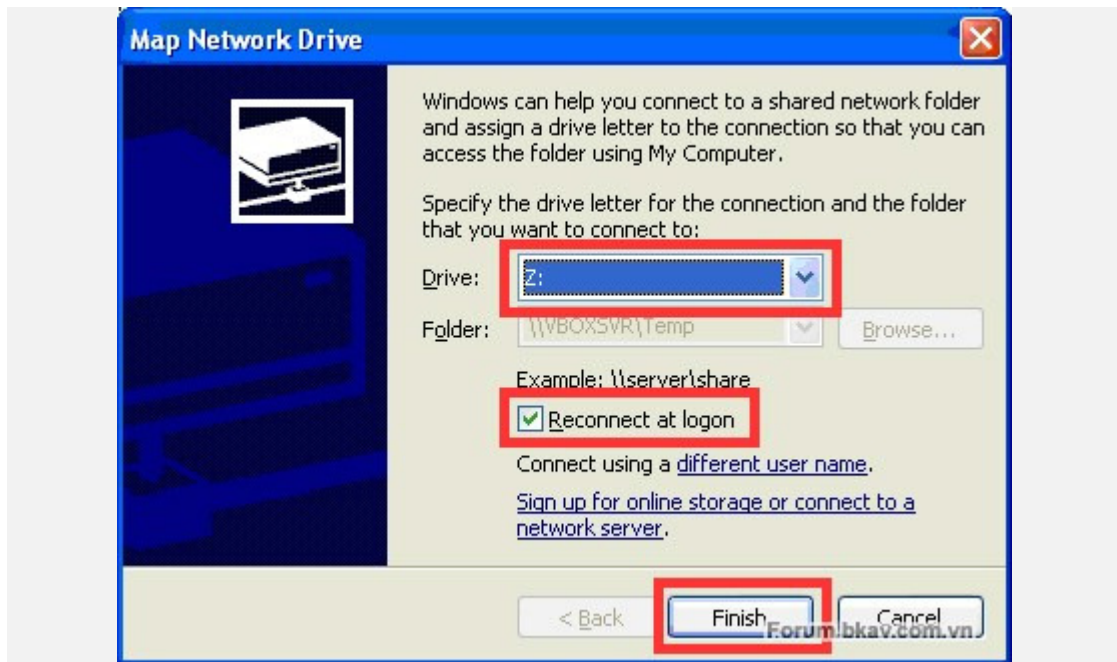 Map Network Drive
Windows can help you connect to a shared network folder
and assign a drive letter to the connection so that you can
access the folder using My Computer.
Specify the drive letter for the connection and the folder
that you want to connect to:
Drive: Z:
Folder: \\VBOXSVR\Temp Browse...
Example: \\server\share
Reconnect at logon
Connect using a different user name.
Sign up for online storage or connect to a
network server.
< Back Finish Cancel
Forum.bkav.com.vn